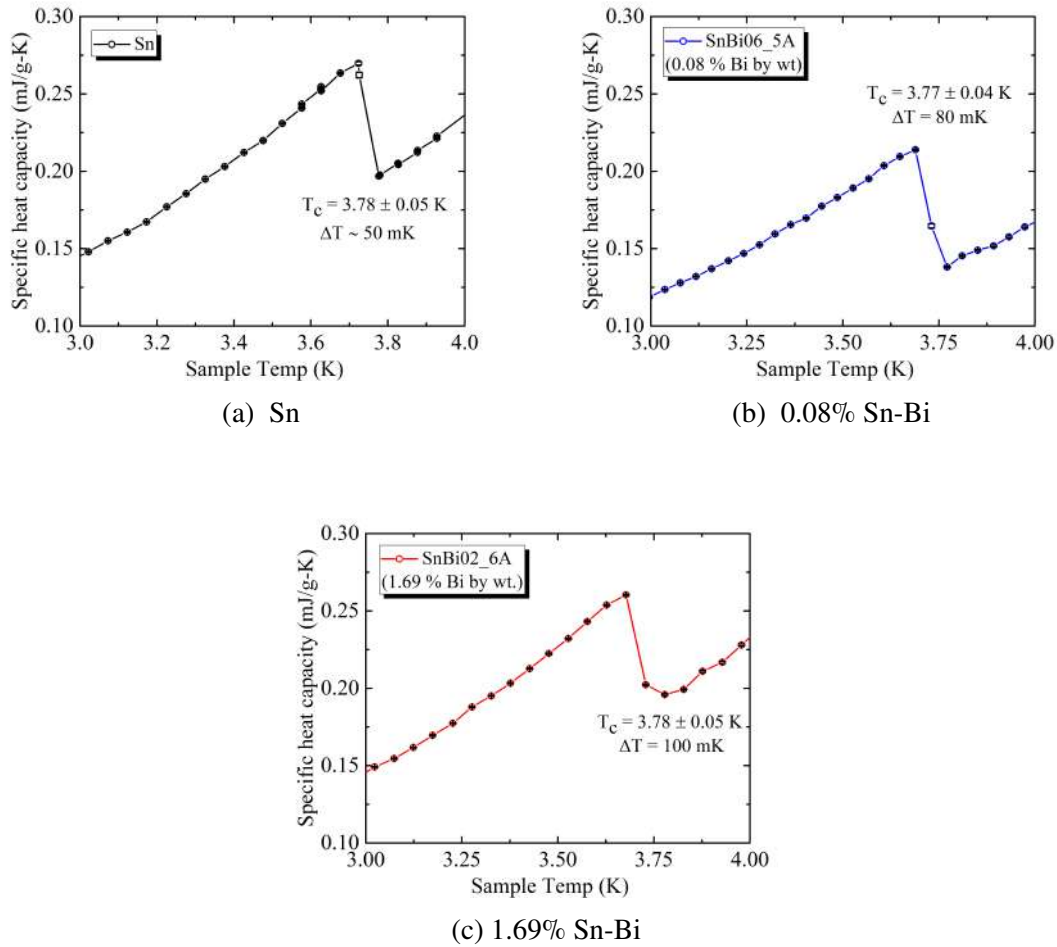 0.30
0.25
0.20
0.15
0.10
Specific heat capacity (mJ/g-K)
Sn
T_c = 3.78 ± 0.05 K
ΔT ~ 50 mK
3.0 3.2 3.4 3.6 3.8 4.0
Sample Temp (K)
(a) Sn
0.30
0.25
0.20
0.15
0.10
Specific heat capacity (mJ/g-K)
SnBi06_5A
(0.08 % Bi by wt)
T_c = 3.77 ± 0.04 K
ΔT = 80 mK
3.00 3.25 3.50 3.75 4.00
Sample Temp (K)
(b) 0.08% Sn-Bi
0.30
0.25
0.20
0.15
0.10
Specific heat capacity (mJ/g-K)
SnBi02_6A
(1.69 % Bi by wt.)
T_c = 3.78 ± 0.05 K
ΔT = 100 mK
3.00 3.25 3.50 3.75 4.00
Sample Temp (K)
(c) 1.69% Sn-Bi